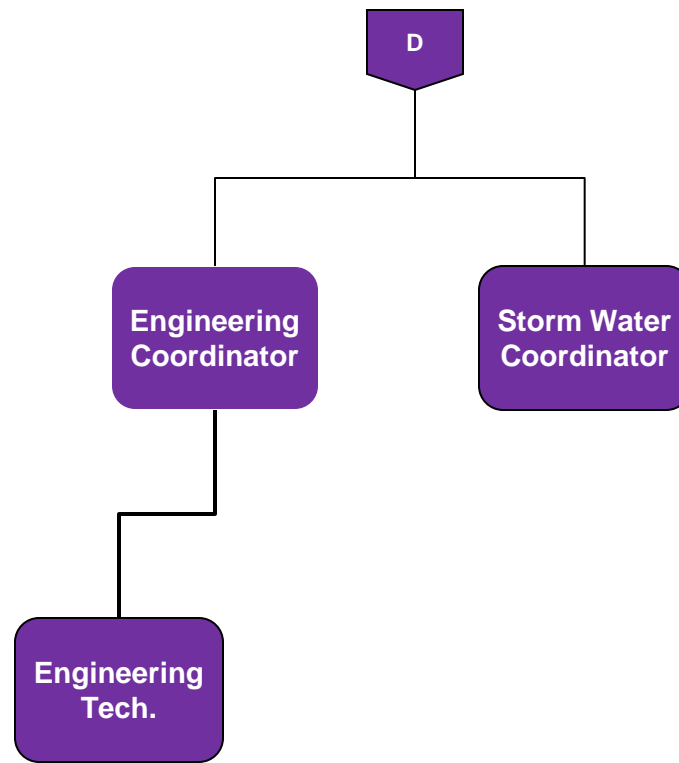 D
Engineering
Coordinator
Storm Water
Coordinator
Engineering
Tech.